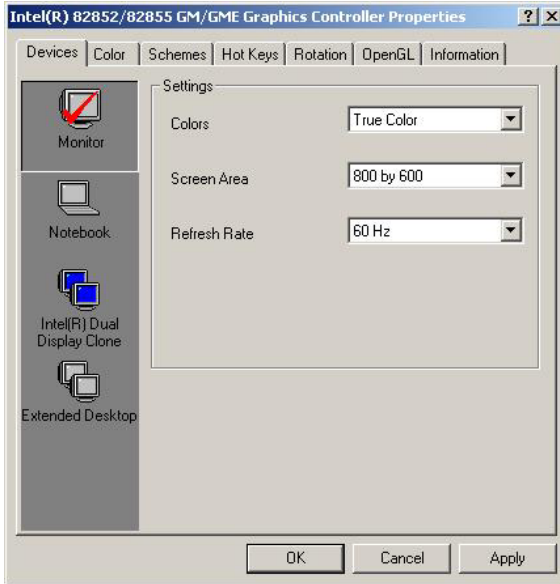 Intel(R) 82852/82855 GM/GME Graphics Controller Properties
Devices Color Schemes Hot Keys Rotation OpenGL Information
Monitor
Notebook
Intel(R) Dual
Display Clone
Extended Desktop
Settings
Colors True Color
Screen Area 800 by 600
Refresh Rate 60 Hz
OK Cancel Apply